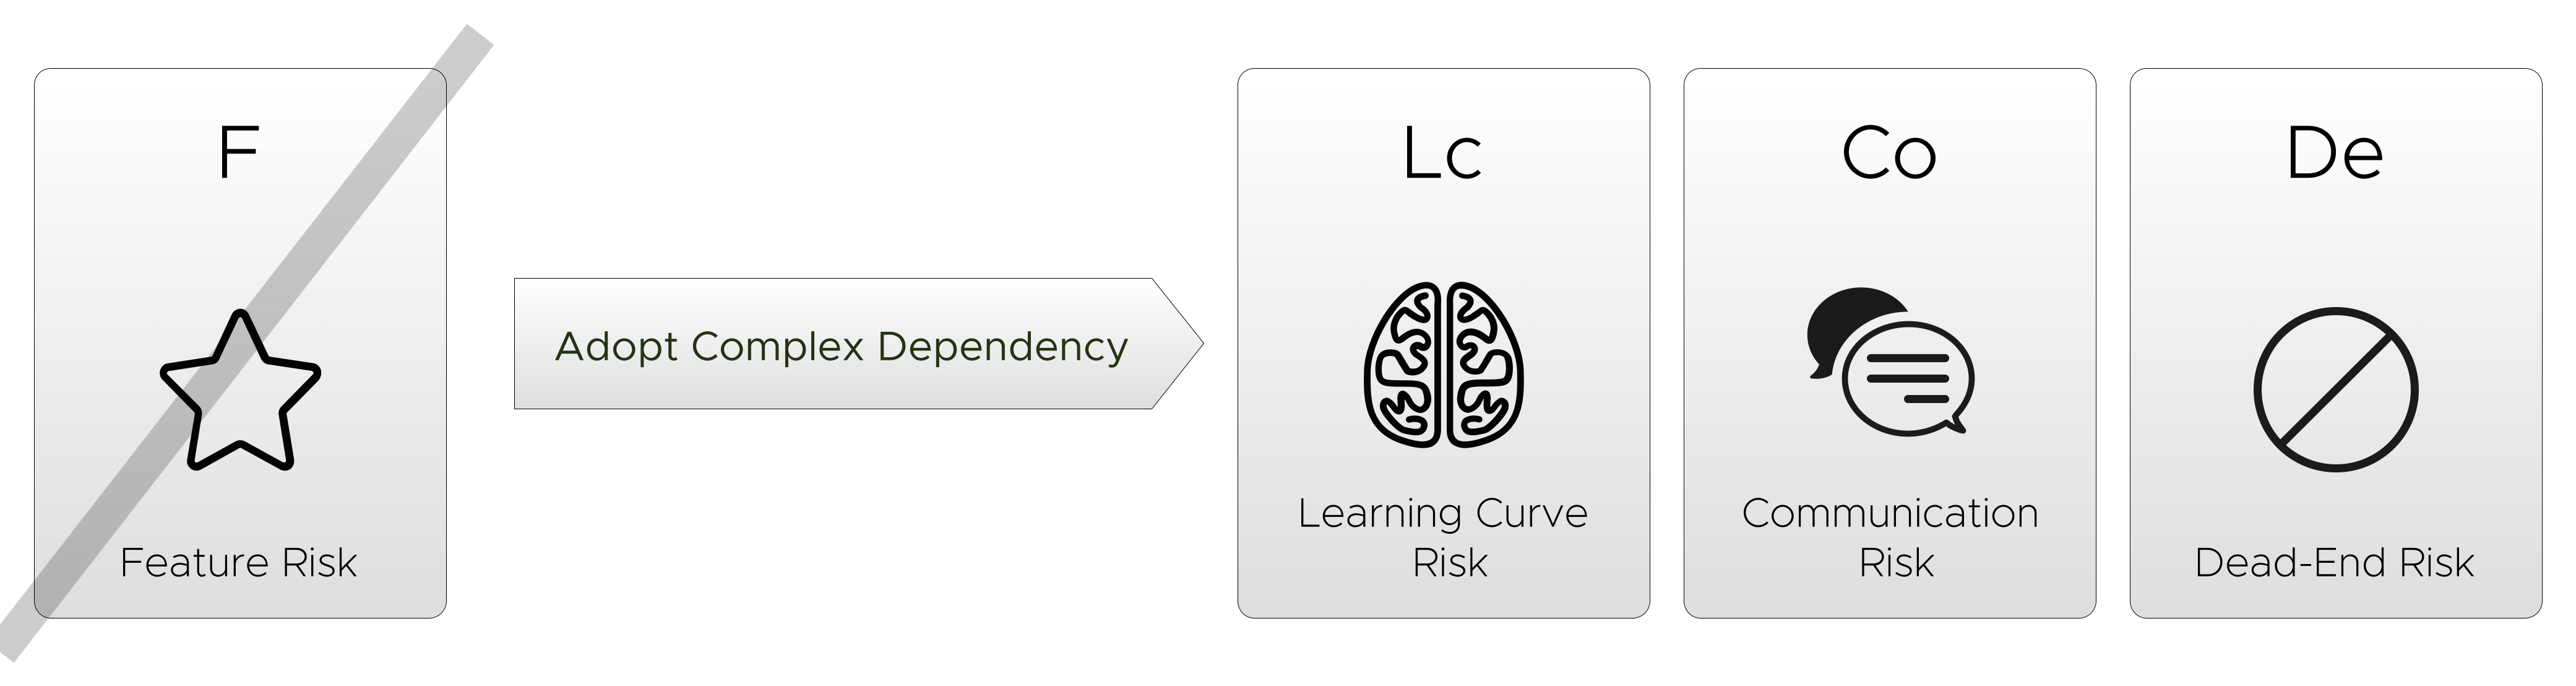 F
Feature Risk
Adopt Complex Dependency
Lc
Learning Curve
Risk
Co
Communication
Risk
De
Dead-End Risk